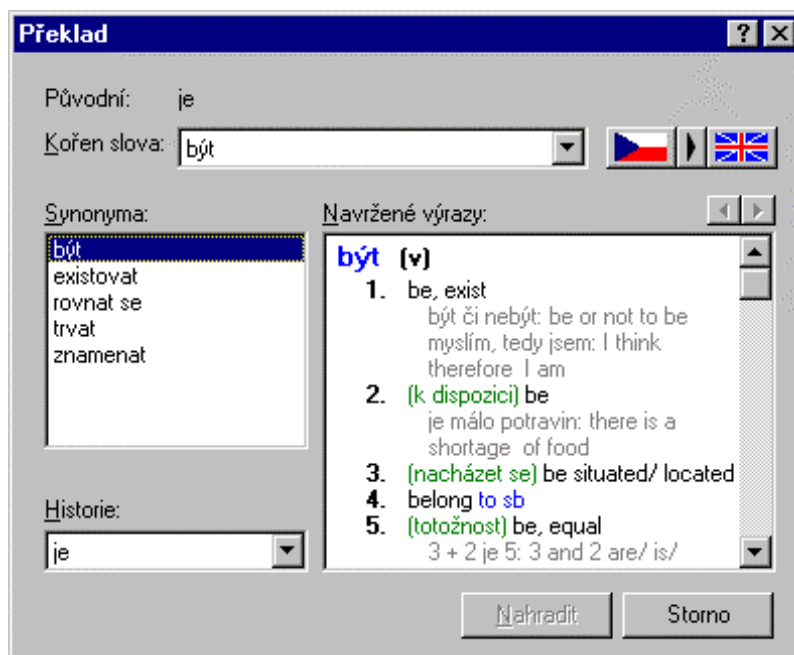 Překlad
Původní: je
Kořen slova: být
Synonyma:
být
existovat
rovnat se
trvat
znamenat
Historie:
je
Navržené výrazy:
být (v)
1. be, exist
být či nebýt: be or not to be
myslím, tedy jsem: I think
therefore I am
2. (k dispozici) be
je málo potravin: there is a
shortage of food
3. (nacházet se) be situated/ located
4. belong to sb
5. (totožnost) be, equal
3 + 2 je 5: 3 and 2 are/ is/
Nahradit
Storno